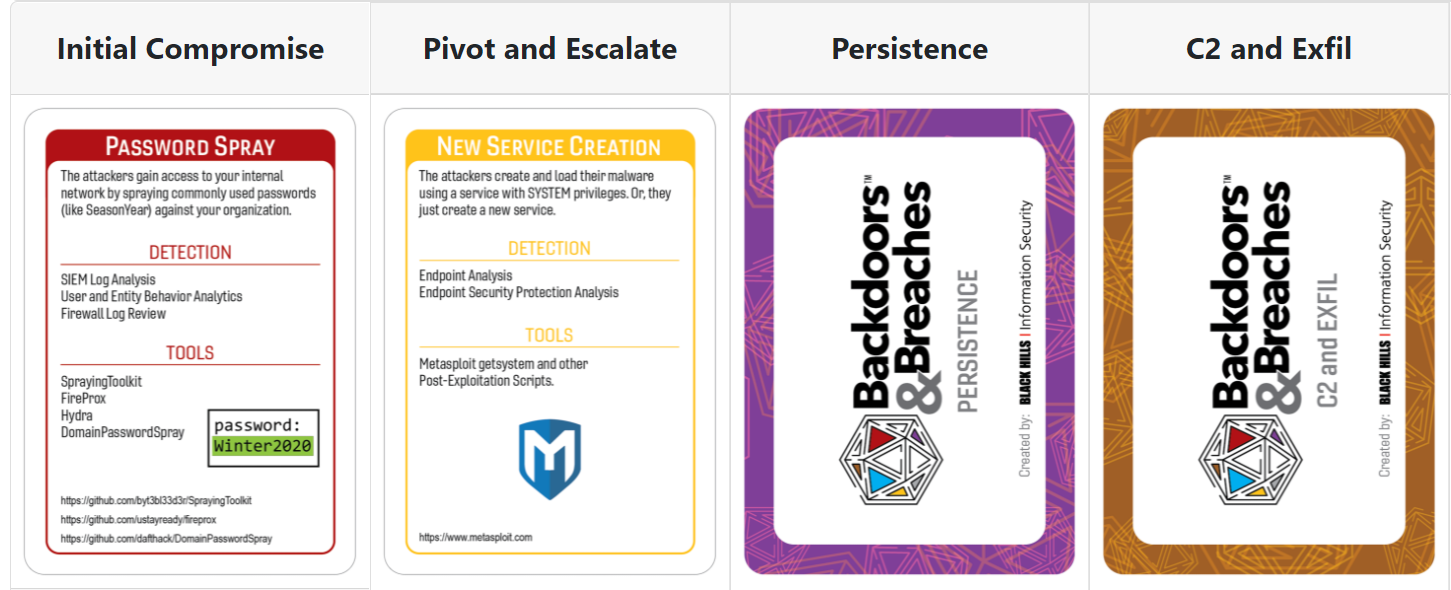 Initial Compromise
Pivot and Escalate
Persistence
C2 and Exfil
PASSWORD SPRAY
The attackers gain access to your internal
network by spraying commonly used passwords
(like SeasonYear) against your organization.
DETECTION
SIEM Log Analysis
User and Entity Behavior Analytics
Firewall Log Review
TOOLS
SprayingToolkit
FireProx
Hydra
DomainPasswordSpray
password:
Winter2020
https://github.com/byt3bl33d3r/SprayingToolkit
https://github.com/ustayready/fireprox
https://github.com/dafthack/DomainPasswordSpray
NEW SERVICE CREATION
The attackers create and load their malware
using a service with SYSTEM privileges. Or, they
just create a new service.
DETECTION
Endpoint Analysis
Endpoint Security Protection Analysis
TOOLS
Metasploit getsystem and other
Post-Exploitation Scripts.
https://www.metasploit.com
Backdoors™
&Breaches
PERSISTENCE
Created by: BLACK HILLS | Information Security
Backdoors™
&Breaches
C2 and EXFIL
Created by: BLACK HILLS | Information Security